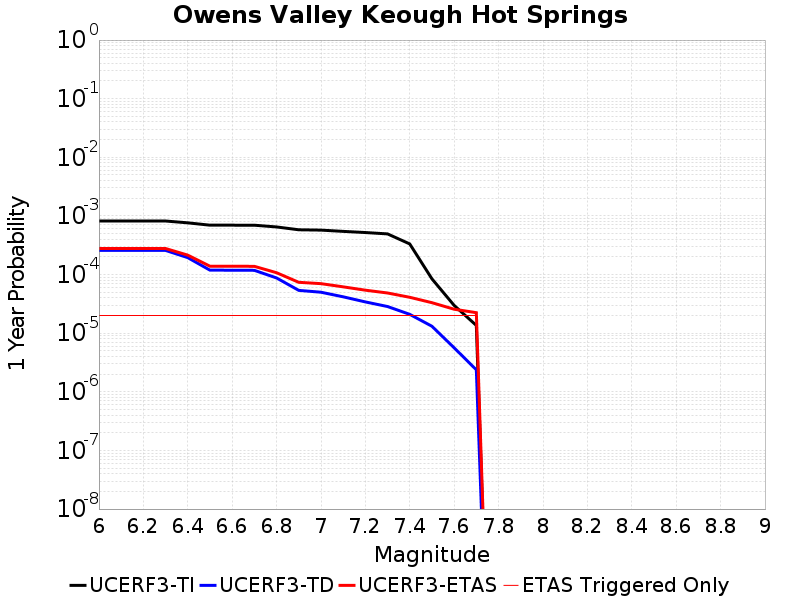 Owens Valley Keough Hot Springs
10^0
10^-1
10^-2
10^-3
10^-4
10^-5
10^-6
10^-7
10^-8
1 Year Probability
6 6.2 6.4 6.6 6.8 7 7.2 7.4 7.6 7.8 8 8.2 8.4 8.6 8.8 9
Magnitude
UCERF3-TI UCERF3-TD UCERF3-ETAS ETAS Triggered Only